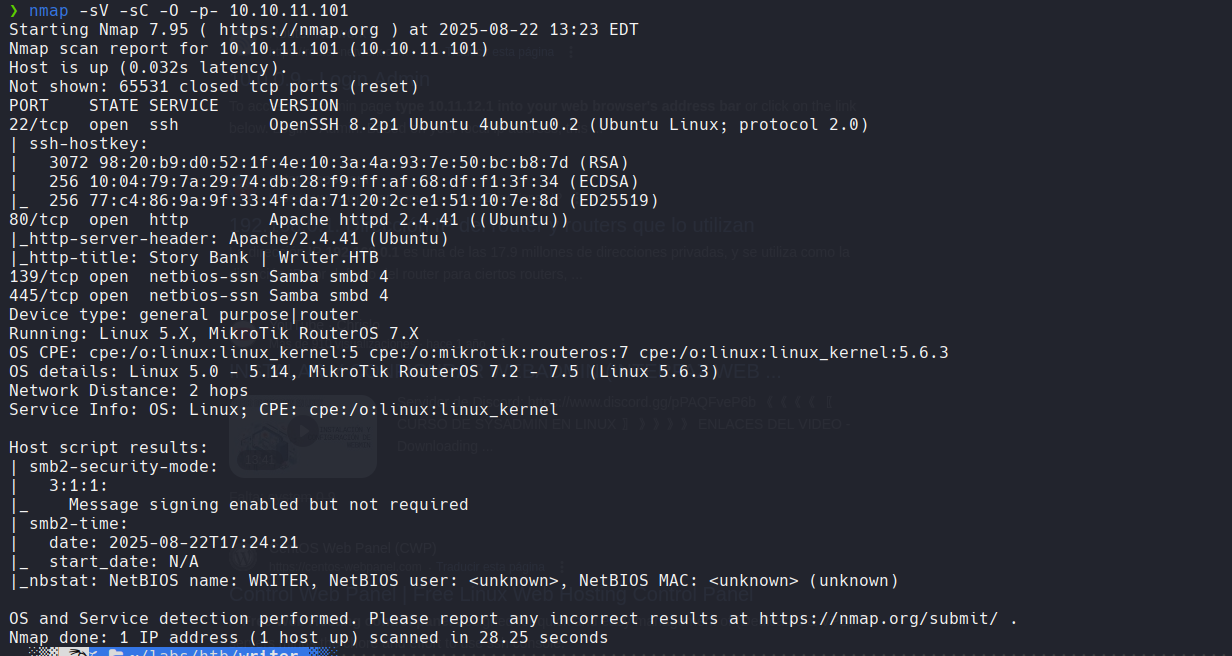 ❯ nmap -sV -sC -O -p- 10.10.11.101
Starting Nmap 7.95 ( https://nmap.org ) at 2025-08-22 13:23 EDT
Nmap scan report for 10.10.11.101 (10.10.11.101)
Host is up (0.032s latency).
Not shown: 65531 closed tcp ports (reset)
PORT    STATE SERVICE     VERSION
22/tcp  open  ssh         OpenSSH 8.2p1 Ubuntu 4ubuntu0.2 (Ubuntu Linux; protocol 2.0)
| ssh-hostkey:
|   3072 98:20:b9:d0:52:1f:4e:10:3a:4a:93:7e:50:bc:b8:7d (RSA)
|   256 10:04:79:7a:29:74:db:28:f9:ff:af:68:df:f1:3f:34 (ECDSA)
|_  256 77:c4:86:9a:9f:33:4f:da:71:20:2c:e1:51:10:7e:8d (ED25519)
80/tcp  open  http        Apache httpd 2.4.41 ((Ubuntu))
|_http-server-header: Apache/2.4.41 (Ubuntu)
|_http-title: Story Bank | Writer.HTB
139/tcp open  netbios-ssn Samba smbd 4
445/tcp open  netbios-ssn Samba smbd 4
Device type: general purpose|router
Running: Linux 5.X, MikroTik RouterOS 7.X
OS CPE: cpe:/o:linux:linux_kernel:5 cpe:/o:mikrotik:routeros:7 cpe:/o:linux:linux_kernel:5.6.3
OS details: Linux 5.0 - 5.14, MikroTik RouterOS 7.2 - 7.5 (Linux 5.6.3)
Network Distance: 2 hops
Service Info: OS: Linux; CPE: cpe:/o:linux:linux_kernel
Host script results:
| smb2-security-mode:
|   3:1:1:
|_    Message signing enabled but not required
| smb2-time:
|   date: 2025-08-22T17:24:21
|_  start_date: N/A
|_nbstat: NetBIOS name: WRITER, NetBIOS user: <unknown>, NetBIOS MAC: <unknown> (unknown)
OS and Service detection performed. Please report any incorrect results at https://nmap.org/submit/ .
Nmap done: 1 IP address (1 host up) scanned in 28.25 seconds
~/labs/htb/writer